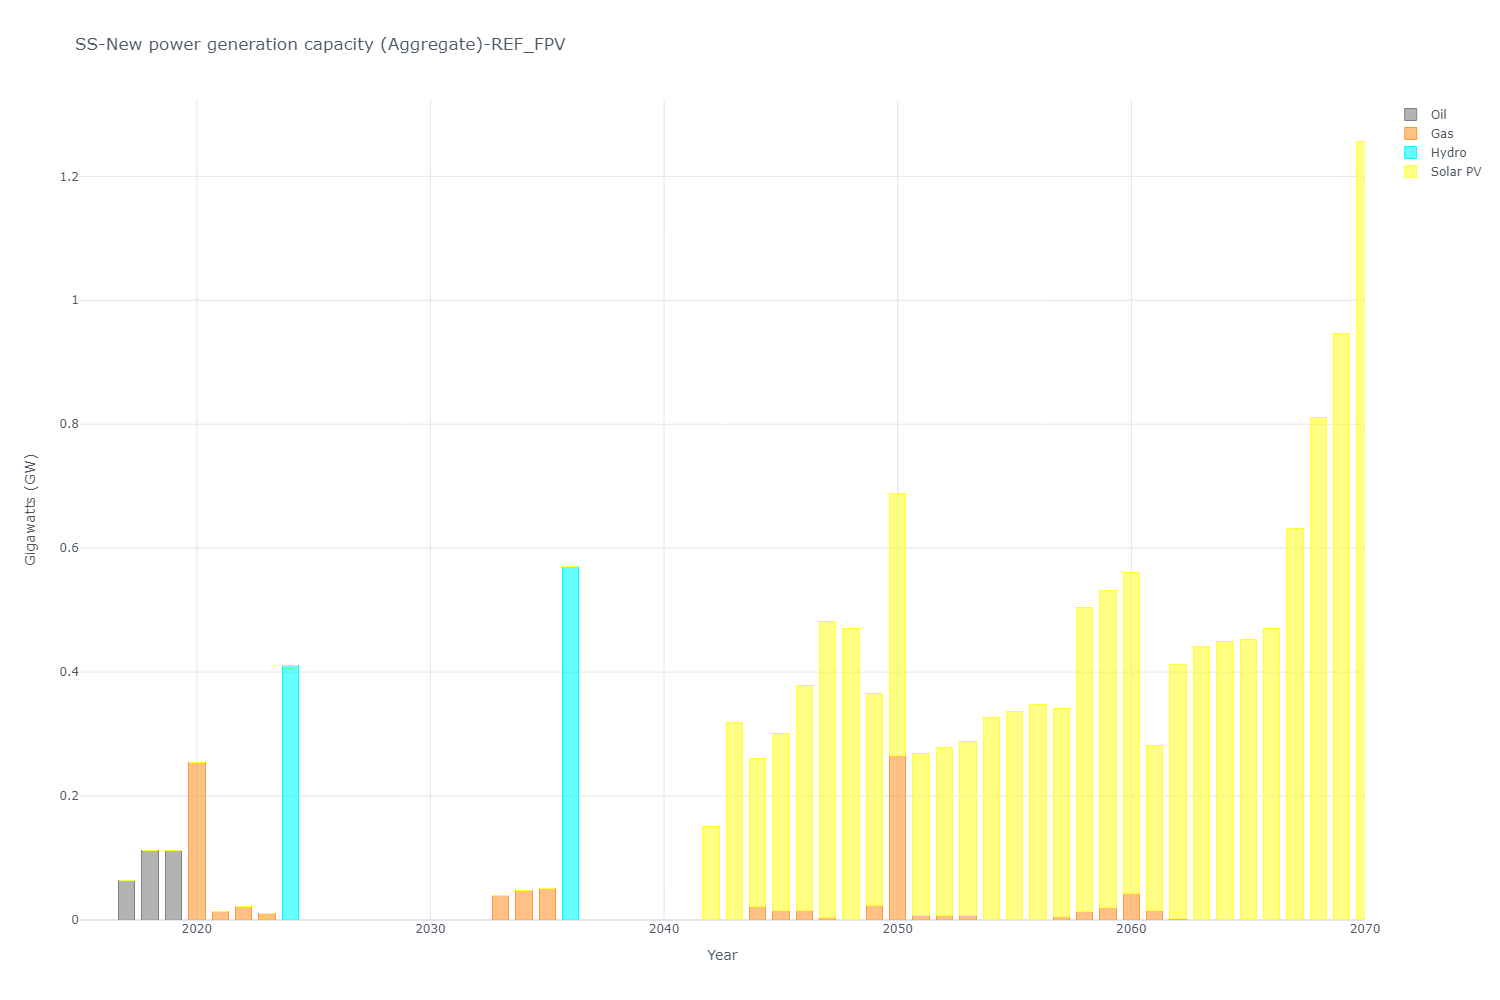 SS-New power generation capacity (Aggregate)-REF_FPV
Oil
Gas
Hydro
Solar PV
1.2
1
0.8
0.6
0.4
0.2
0
Gigawatts (GW)
2020
2030
2040
2050
2060
2070
Year